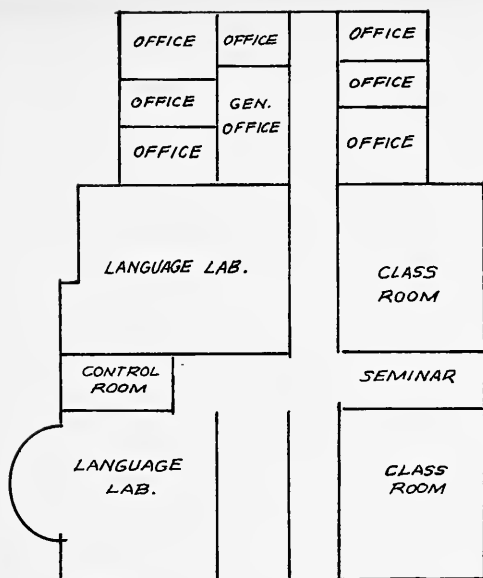 OFFICE
OFFICE
OFFICE
OFFICE
GEN.
OFFICE
OFFICE
OFFICE
OFFICE
LANGUAGE LAB.
CLASS
ROOM
CONTROL
ROOM
SEMINAR
LANGUAGE
LAB.
CLASS
ROOM